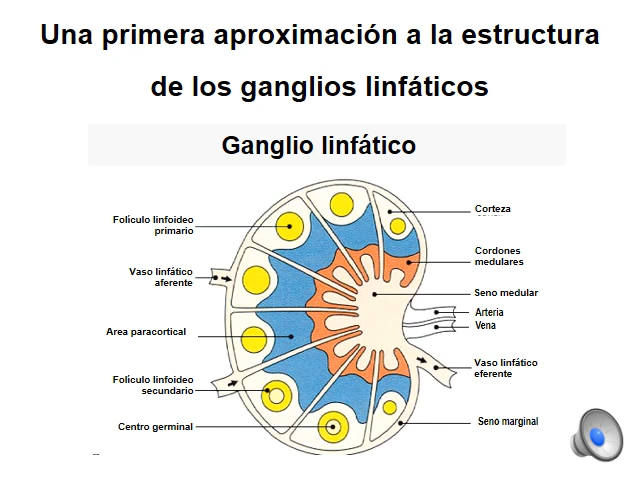 Una primera aproximación a la estructura
de los ganglios linfáticos
Ganglio linfático
Foliculo linfoideo
primario
Vaso linfático
aferente
Area paracortical
Folículo linfoideo
secundario
Centro germinal
Corteza
Cordones
medulares
Seno medular
Arteria
Vena
Vaso linfático
eferente
Seno marginal